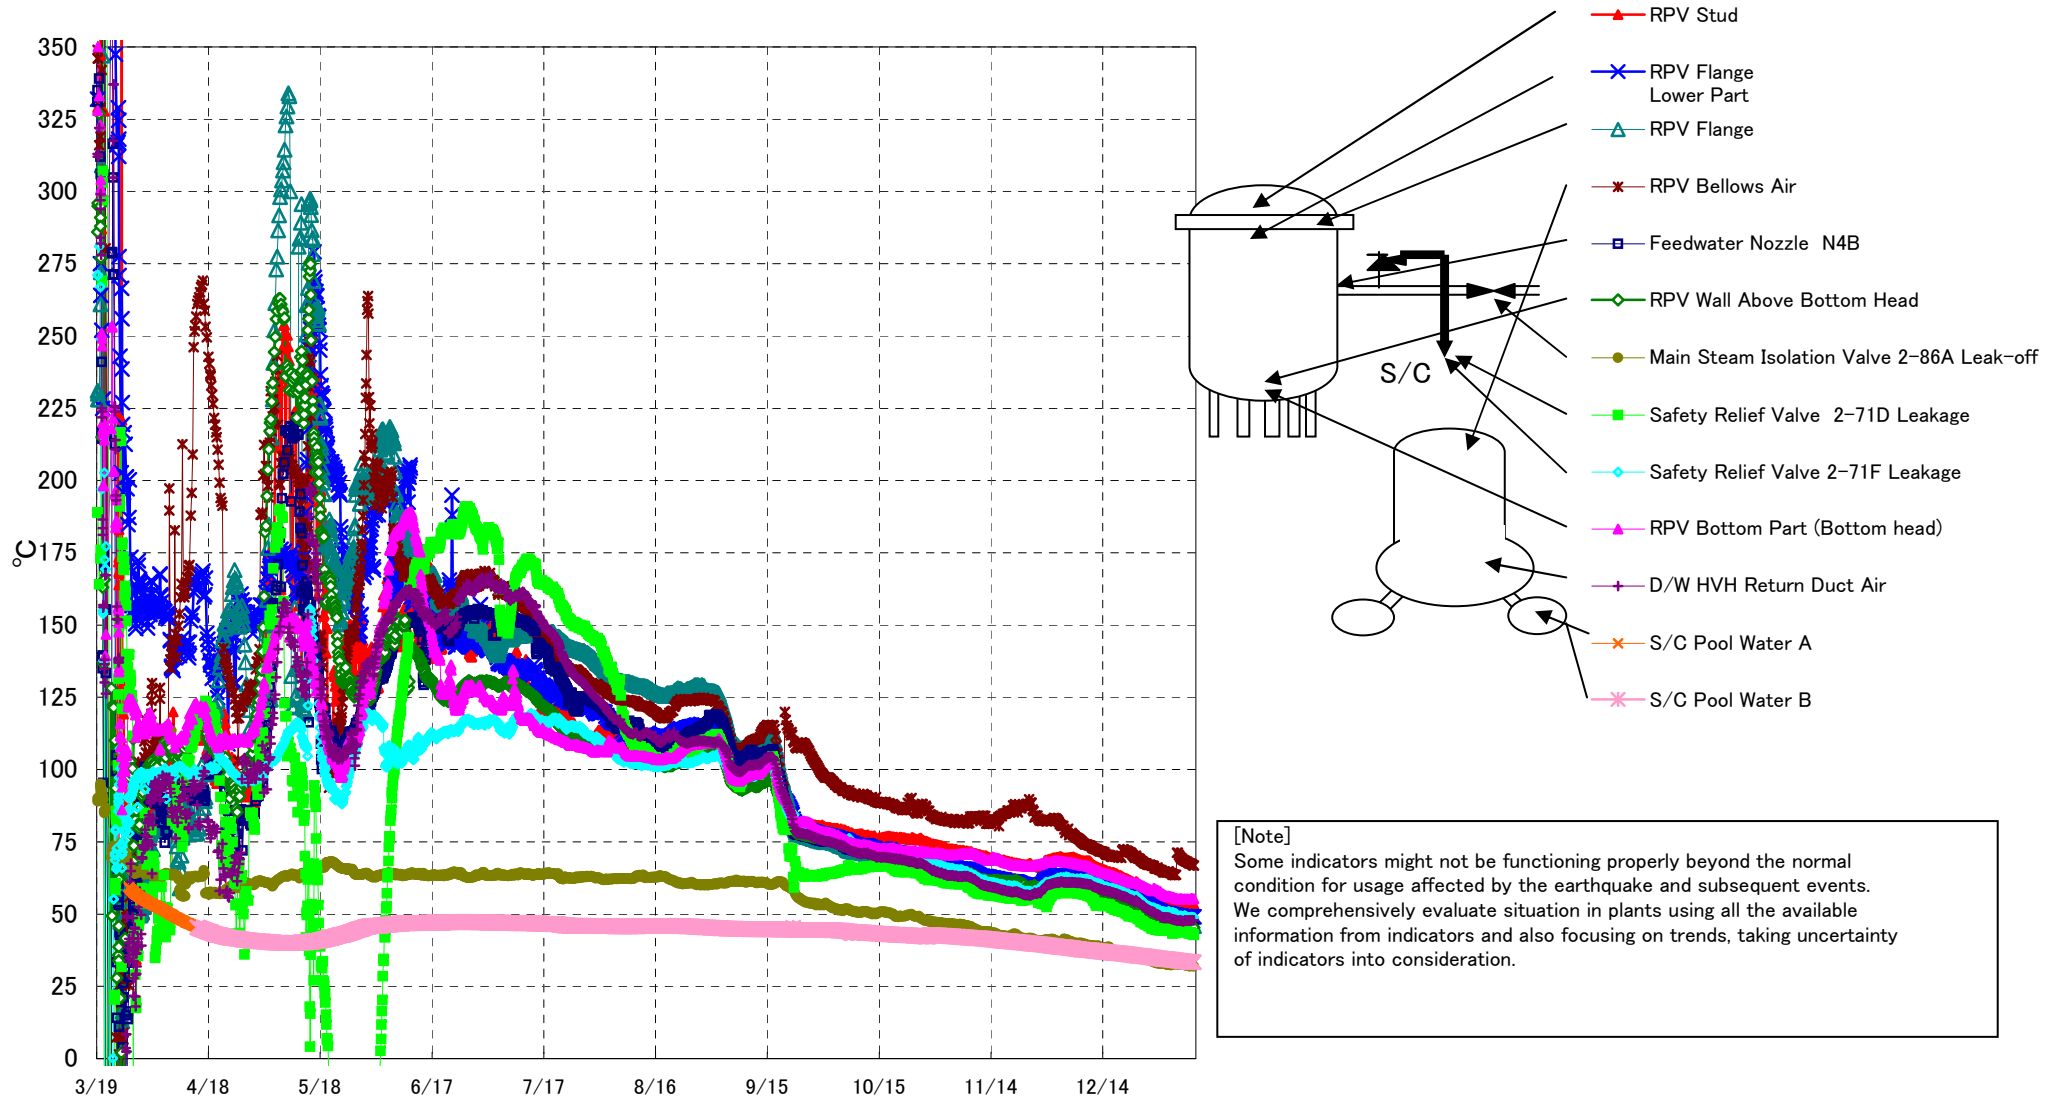 350
325
300
275
250
225
200
175
150
125
100
75
50
25
0
℃
3/19 4/18 5/18 6/17 7/17 8/16 9/15 10/15 11/14 12/14
RPV Stud
RPV Flange
Lower Part
RPV Flange
RPV Bellows Air
Feedwater Nozzle N4B
RPV Wall Above Bottom Head
Main Steam Isolation Valve 2-86A Leak-off
Safety Relief Valve 2-71D Leakage
Safety Relief Valve 2-71F Leakage
RPV Bottom Part (Bottom head)
D/W HVH Return Duct Air
S/C Pool Water A
S/C Pool Water B
S/C
[Note]
Some indicators might not be functioning properly beyond the normal
condition for usage affected by the earthquake and subsequent events.
We comprehensively evaluate situation in plants using all the available
information from indicators and also focusing on trends, taking uncertainty
of indicators into consideration.